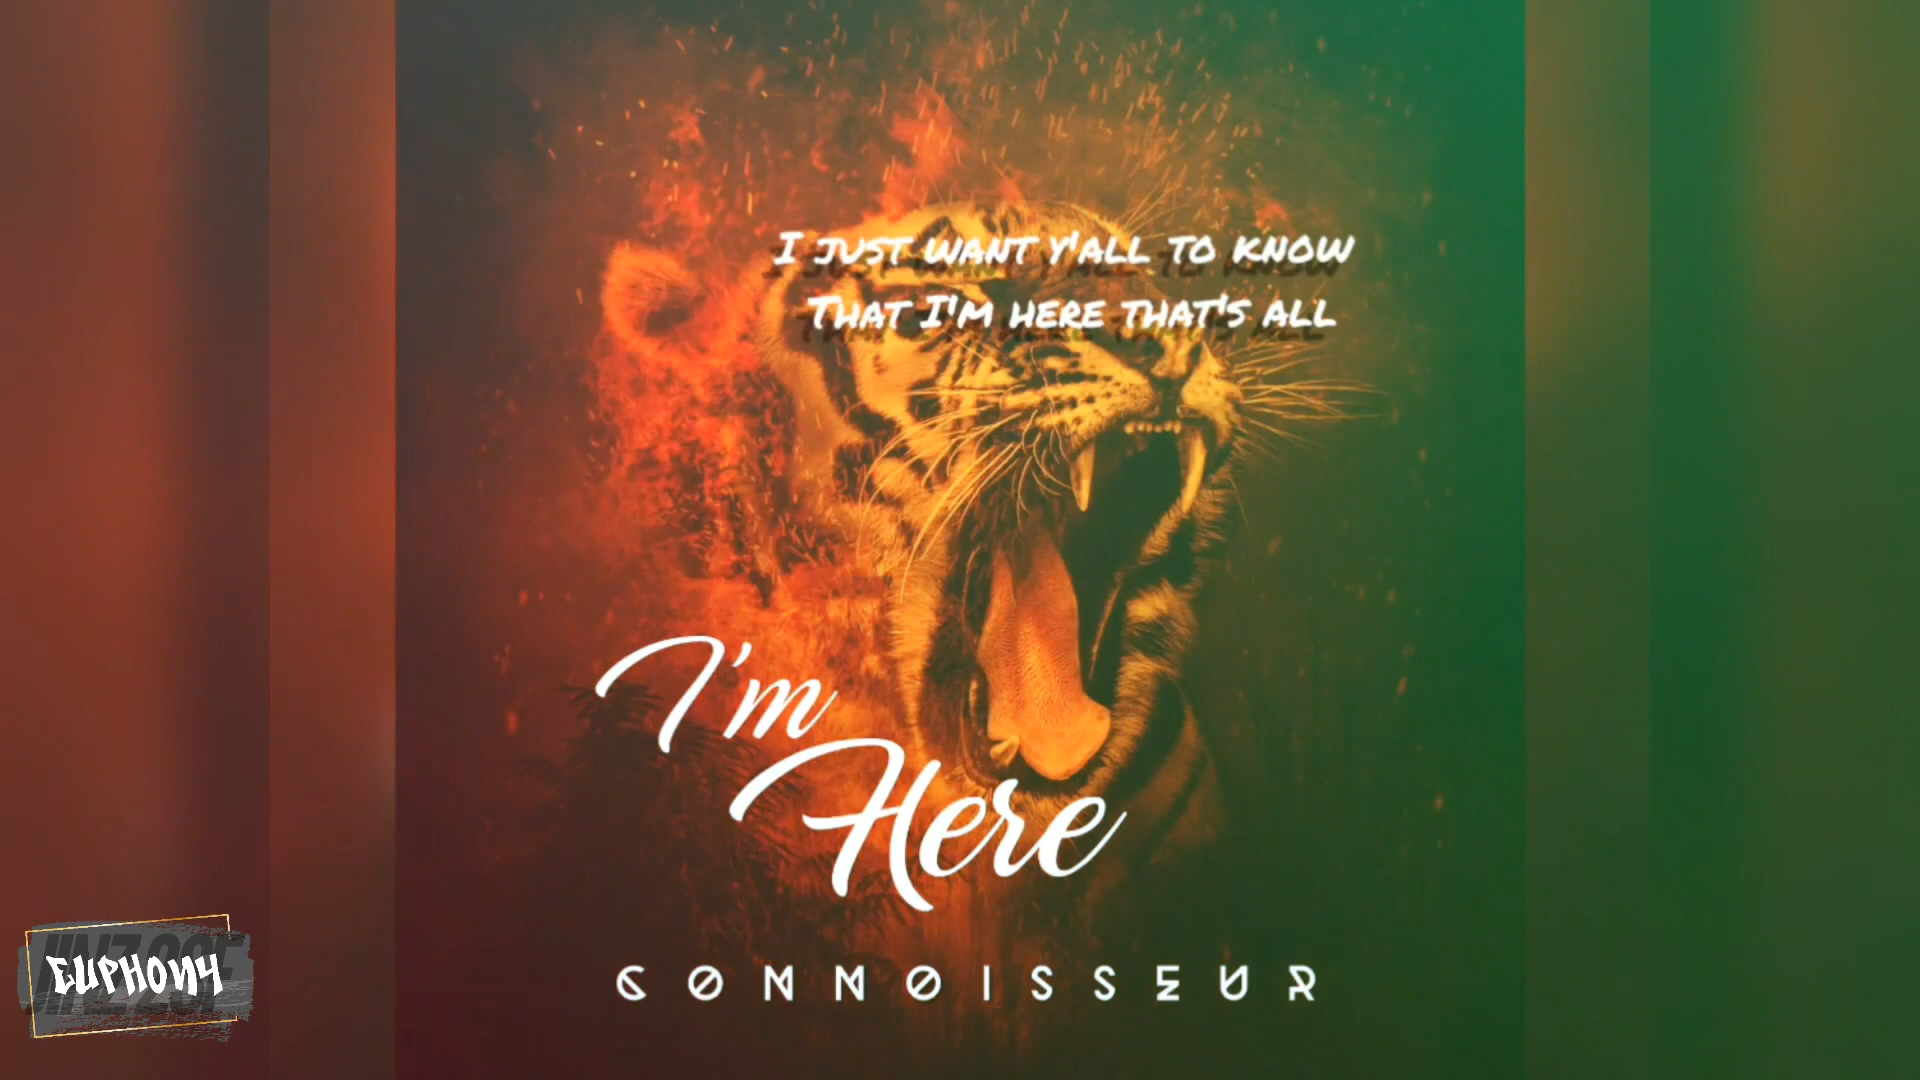 I JUST WANT Y'ALL TO KNOW
THAT I'M HERE THAT'S ALL
I'm
Here
CONNOISSEUR
EUPHONY